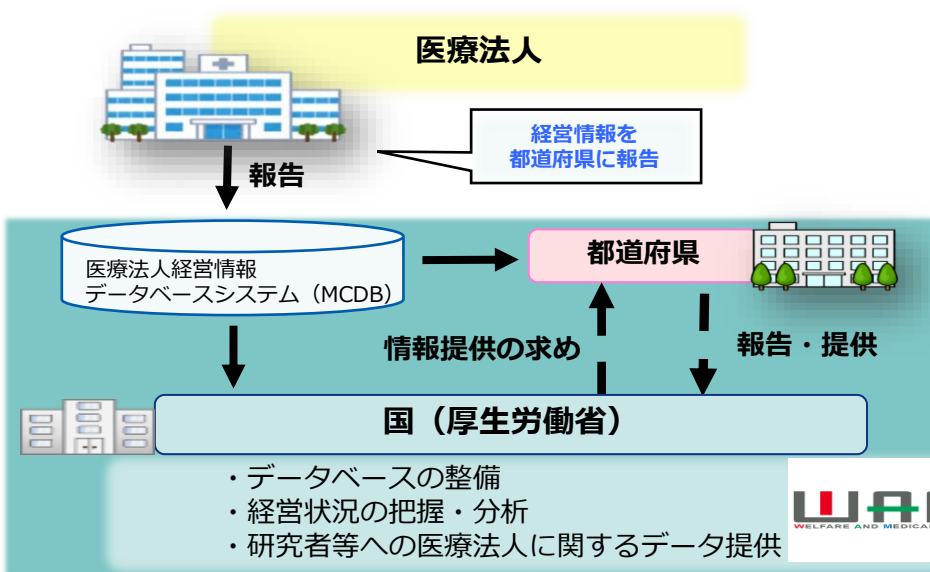 医療法人
経営情報を
都道府県に報告
報告
医療法人経営情報
データベースシステム（MCDB）
都道府県
情報提供の求め
報告・提供
国（厚生労働省）
・データベースの整備
・経営状況の把握・分析
・研究者等への医療法人に関するデータ提供
WELFARE AND MEDICA